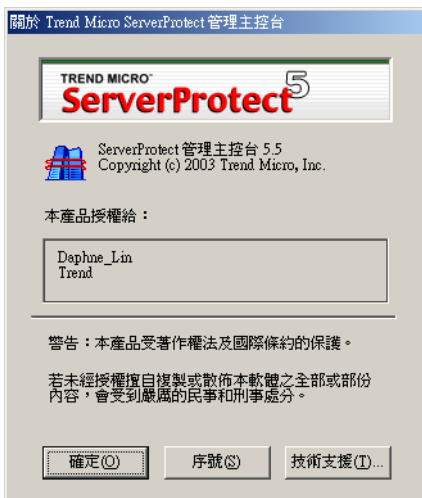 關於 Trend Micro ServerProtect 管理主控台
TREND MICRO™
ServerProtect 5
ServerProtect 管理主控台 5.5
Copyright (c) 2003 Trend Micro, Inc.
本產品授權給：
Daphne_Lin
Trend
警告：本產品受著作權法及國際條約的保護。
若未經授權擅自複製或散佈本軟體之全部或部份
內容，會受到嚴厲的民事和刑事處分。
確定(O) 序號(S) 技術支援(T)...